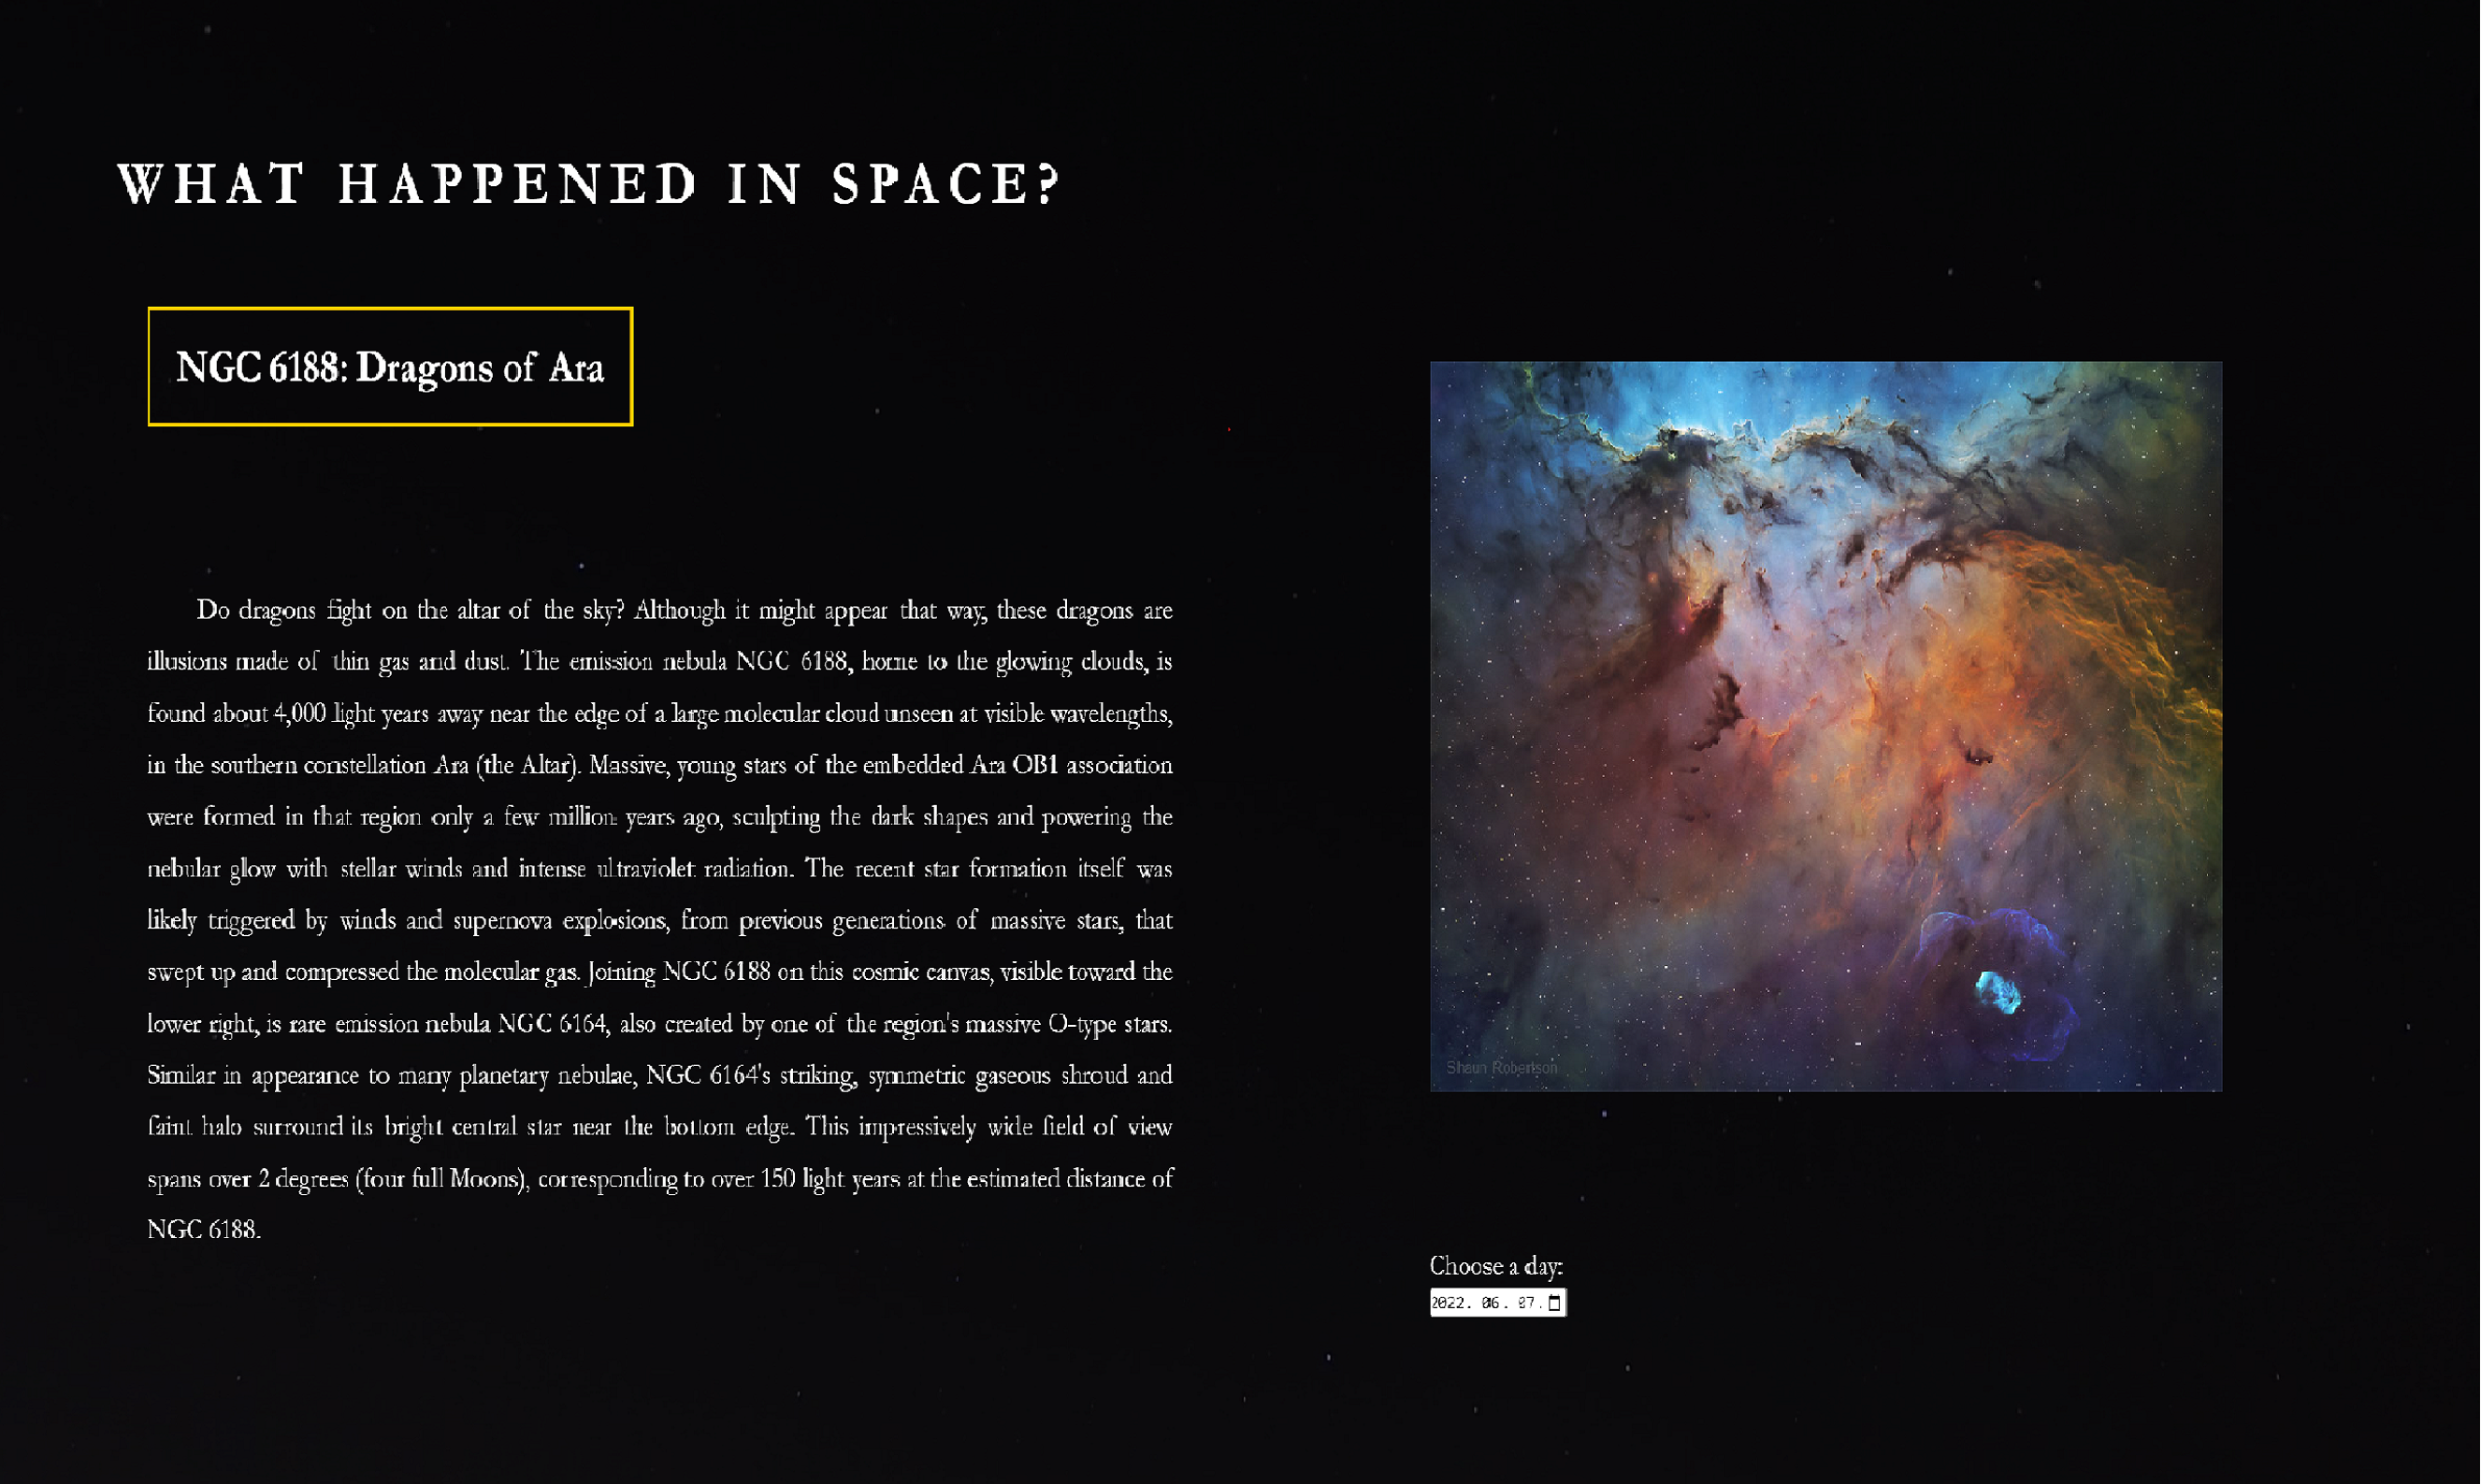 WHAT HAPPENED IN SPACE?
NGC 6188: Dragons of Ara
Do dragons fight on the altar of the sky? Although it might appear that way, these dragons are
illusions made of thin gas and dust. The emission nebula NGC 6188, home to the glowing clouds, is
found about 4,000 light years away near the edge of a large molecular cloud unseen at visible wavelengths,
in the southern constellation Ara (the Altar). Massive, young stars of the embedded Ara OB1 association
were formed in that region only a few million years ago, sculpting the dark shapes and powering the
nebular glow with stellar winds and intense ultraviolet radiation. The recent star formation itself was
likely triggered by winds and supernova explosions, from previous generations of massive stars, that
swept up and compressed the molecular gas. Joining NGC 6188 on this cosmic canvas, visible toward the
lower right, is rare emission nebula NGC 6164, also created by one of the region's massive O-type stars.
Similar in appearance to many planetary nebulae, NGC 6164's striking, symmetric gaseous shroud and
faint halo surround its bright central star near the bottom edge. This impressively wide field of view
spans over 2 degrees (four full Moons), corresponding to over 150 light years at the estimated distance of
NGC 6188.
Shaun Robertson
Choose a day:
2022. 06. 07.